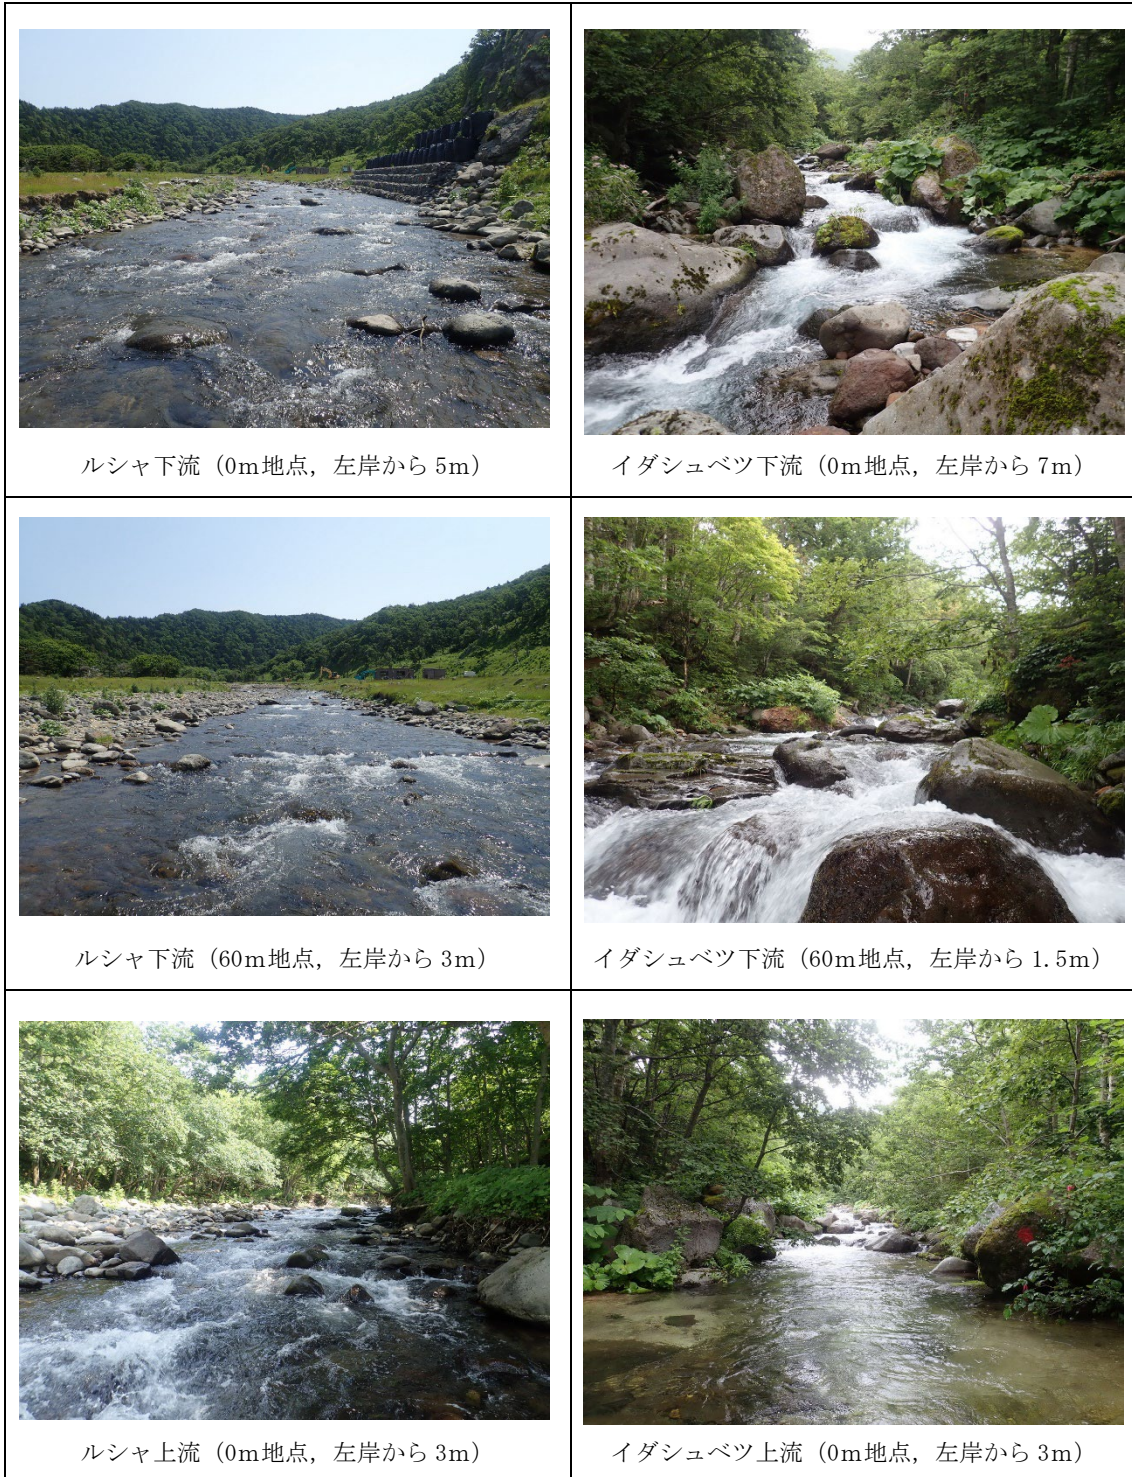 ルシャ下流（0ｍ地点，左岸から 5ｍ）
イダシュベツ下流（0ｍ地点，左岸から 7ｍ）
ルシャ下流（60ｍ地点，左岸から 3ｍ）
イダシュベツ下流（60ｍ地点，左岸から 1.5ｍ）
ルシャ上流（0ｍ地点，左岸から 3ｍ）
イダシュベツ上流（0ｍ地点，左岸から 3ｍ）